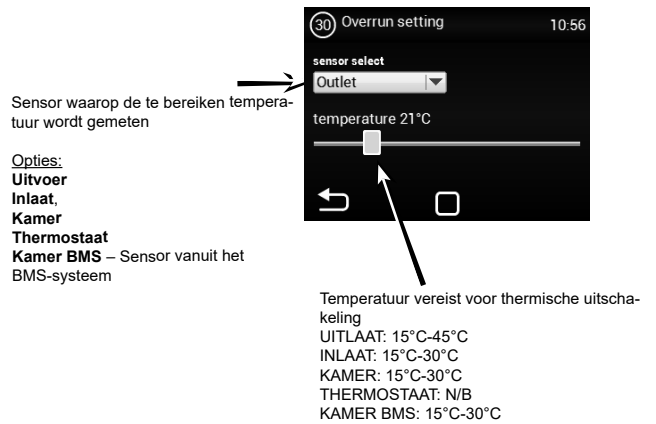 30 Overrun setting 10:56
sensor select
Outlet
temperature 21°C
Sensor waarop de te bereiken tempera-
tuur wordt gemeten
Opties:
Uitvoer
Inlaat,
Kamer
Thermostaat
Kamer BMS – Sensor vanuit het
BMS-systeem
Temperatuur vereist voor thermische uitscha-
keling
UITLAAT: 15°C-45°C
INLAAT: 15°C-30°C
KAMER: 15°C-30°C
THERMOSTAAT: N/B
KAMER BMS: 15°C-30°C